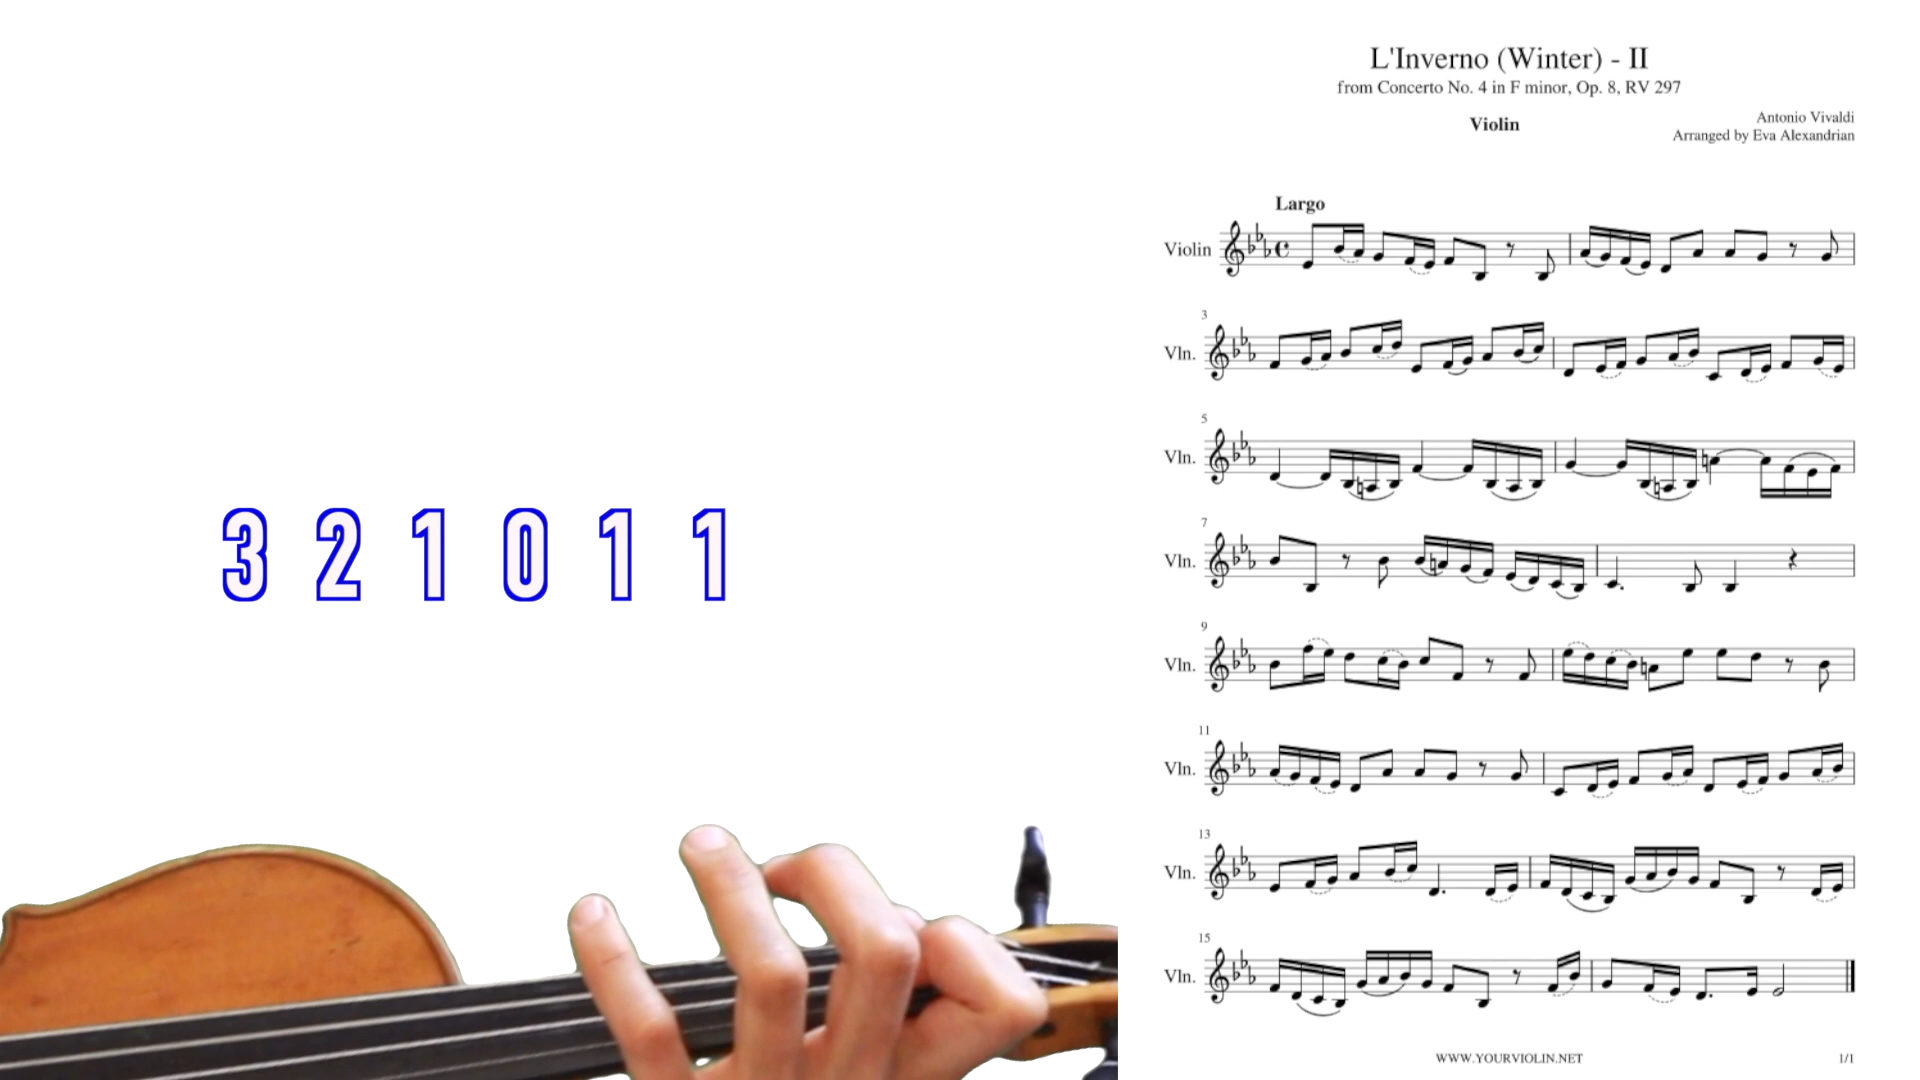 3 2 1 0 1 1
L'Inverno (Winter) - II
from Concerto No. 4 in F minor, Op. 8, RV 297
Violin
Antonio Vivaldi
Arranged by Eva Alexandrian
Largo
Violin
3
Vln.
5
Vln.
7
Vln.
9
Vln.
11
Vln.
13
Vln.
15
Vln.
WWW.YOURVIOLIN.NET
1/1